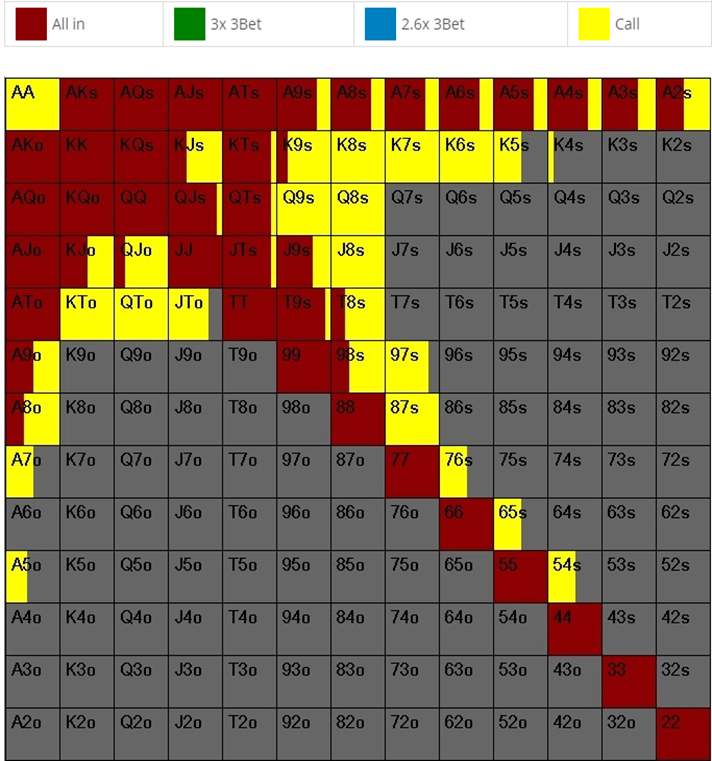 All in 3x 3Bet 2.6x 3Bet Call
AA AKs AQs AJs ATs A9s A8s A7s A6s A5s A4s A3s A2s
AKo KK KQs KJs KTs K9s K8s K7s K6s K5s K4s K3s K2s
AQo KQo QQ QJs QTs Q9s Q8s Q7s Q6s Q5s Q4s Q3s Q2s
AJo KJo QJo JJ JTs J9s J8s J7s J6s J5s J4s J3s J2s
ATo KTo QTo JTo TT T9s T8s T7s T6s T5s T4s T3s T2s
A9o K9o Q9o J9o T9o 99 98s 97s 96s 95s 94s 93s 92s
A8o K8o Q8o J8o T8o 98o 88 87s 86s 85s 84s 83s 82s
A7o K7o Q7o J7o T7o 97o 87o 77 76s 75s 74s 73s 72s
A6o K6o Q6o J6o T6o 96o 86o 76o 66 65s 64s 63s 62s
A5o K5o Q5o J5o T5o 95o 85o 75o 65o 55 54s 53s 52s
A4o K4o Q4o J4o T4o 94o 84o 74o 64o 54o 44 43s 42s
A3o K3o Q3o J3o T3o 93o 83o 73o 63o 53o 43o 33 32s
A2o K2o Q2o J2o T2o 92o 82o 72o 62o 52o 42o 32o 22